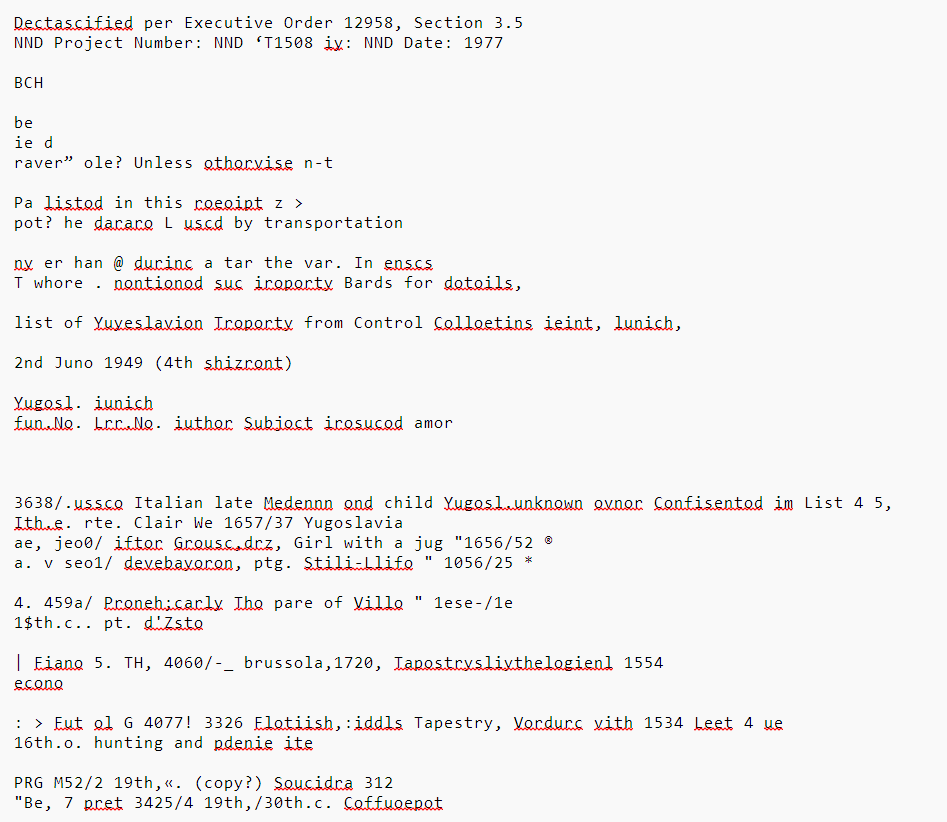 Dectascified per Executive Order 12958, Section 3.5
NND Project Number: NND ‘T1508 iy: NND Date: 1977
BCH
be
ie d
raver” ole? Unless othorvise n-t
Pa listod in this roeoipt z >
pot? he dararo L uscd by transportation
ny er han @ durinc a tar the var. In enscs
T whore . nontionod suc iroporty Bards for dotoils,
list of Yuyeslavion Troporty from Control Colloetins ieint, lunich,
2nd Juno 1949 (4th shizront)
Yugosl. iunich
fun.No. Lrr.No. iuthor Subjoct irosucod amor
3638/.ussco Italian late Medennn ond child Yugosl.unknown ovnor Confisentod im List 4 5,
Ith.e. rte. Clair We 1657/37 Yugoslavia
ae, jeo0/ iftor Grousc,drz, Girl with a jug "1656/52 ®
a. v seo1/ devebayoron, ptg. Stili-Llifo " 1056/25 *
4. 459a/ Proneh;carly Tho pare of Villo " 1ese-/1e
1$th.c.. pt. d'Zsto
| Eiano 5. TH, 4060/-_ brussola,1720, Tapostrysliythelogienl 1554
econo
: > Eut ol G 4077! 3326 Flotiish,:iddls Tapestry, Vordurc vith 1534 Leet 4 ue
16th.o. hunting and pdenie ite
PRG M52/2 19th,«. (copy?) Soucidra 312
"Be, 7 pret 3425/4 19th,/30th.c. Coffuoepot